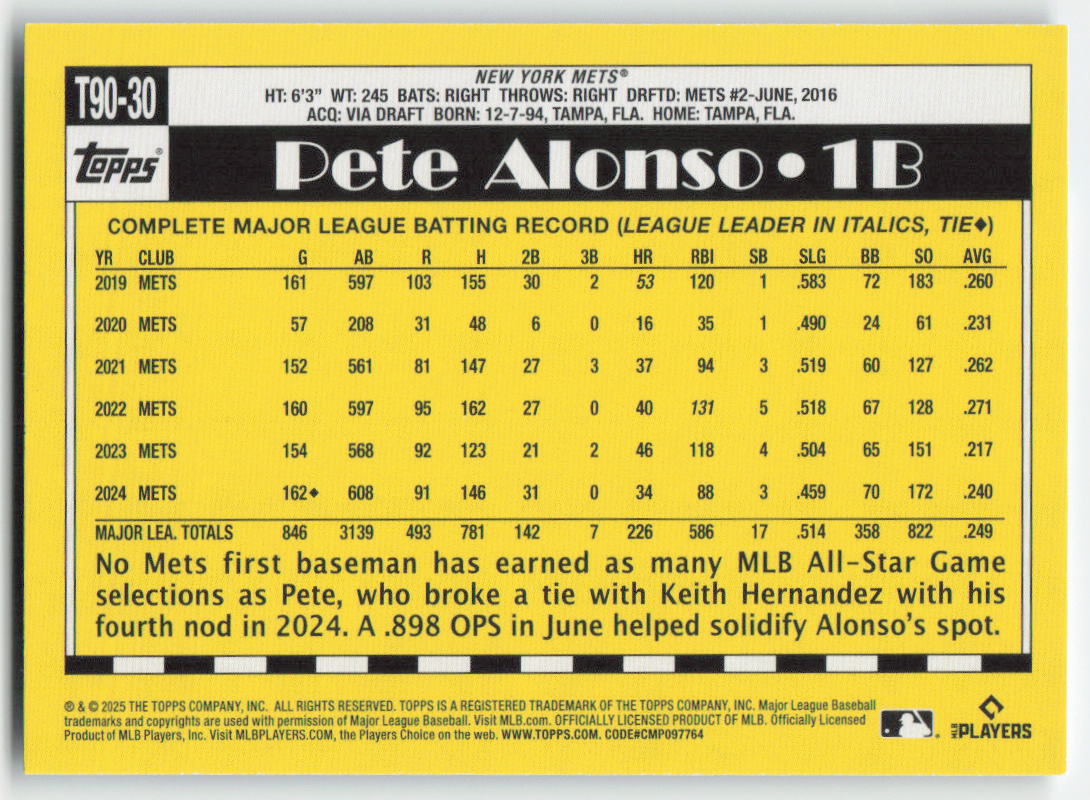 T90-30
NEW YORK METS®
HT: 6'3" WT: 245 BATS: RIGHT THROWS: RIGHT DRFTD: METS #2-JUNE, 2016
ACQ: VIA DRAFT BORN: 12-7-94, TAMPA, FLA. HOME: TAMPA, FLA.
Topps®
Pete Alonso • 1B
COMPLETE MAJOR LEAGUE BATTING RECORD (LEAGUE LEADER IN ITALICS, TIE◆)
YR CLUB G AB R H 2B 3B HR RBI SB SLG BB SO AVG
2019 METS 161 597 103 155 30 2 53 120 1 .583 72 183 .260
2020 METS 57 208 31 48 6 0 16 35 1 .490 24 61 .231
2021 METS 152 561 81 147 27 3 37 94 3 .519 60 127 .262
2022 METS 160 597 95 162 27 0 40 131 5 .518 67 128 .271
2023 METS 154 568 92 123 21 2 46 118 4 .504 65 151 .217
2024 METS 162◆ 608 91 146 31 0 34 88 3 .459 70 172 .240
MAJOR LEA. TOTALS 846 3139 493 781 142 7 226 586 17 .514 358 822 .249
No Mets first baseman has earned as many MLB All-Star Game
selections as Pete, who broke a tie with Keith Hernandez with his
fourth nod in 2024. A .898 OPS in June helped solidify Alonso's spot.
® & © 2025 THE TOPPS COMPANY, INC. ALL RIGHTS RESERVED. TOPPS IS A REGISTERED TRADEMARK OF THE TOPPS COMPANY, INC. Major League Baseball
trademarks and copyrights are used with permission of Major League Baseball. Visit MLB.com. OFFICIALLY LICENSED PRODUCT OF MLB. Officially Licensed
Product of MLB Players, Inc. Visit MLBPLAYERS.COM, the Players Choice on the web. WWW.TOPPS.COM. CODE#CMP097764
MLB PLAYERS